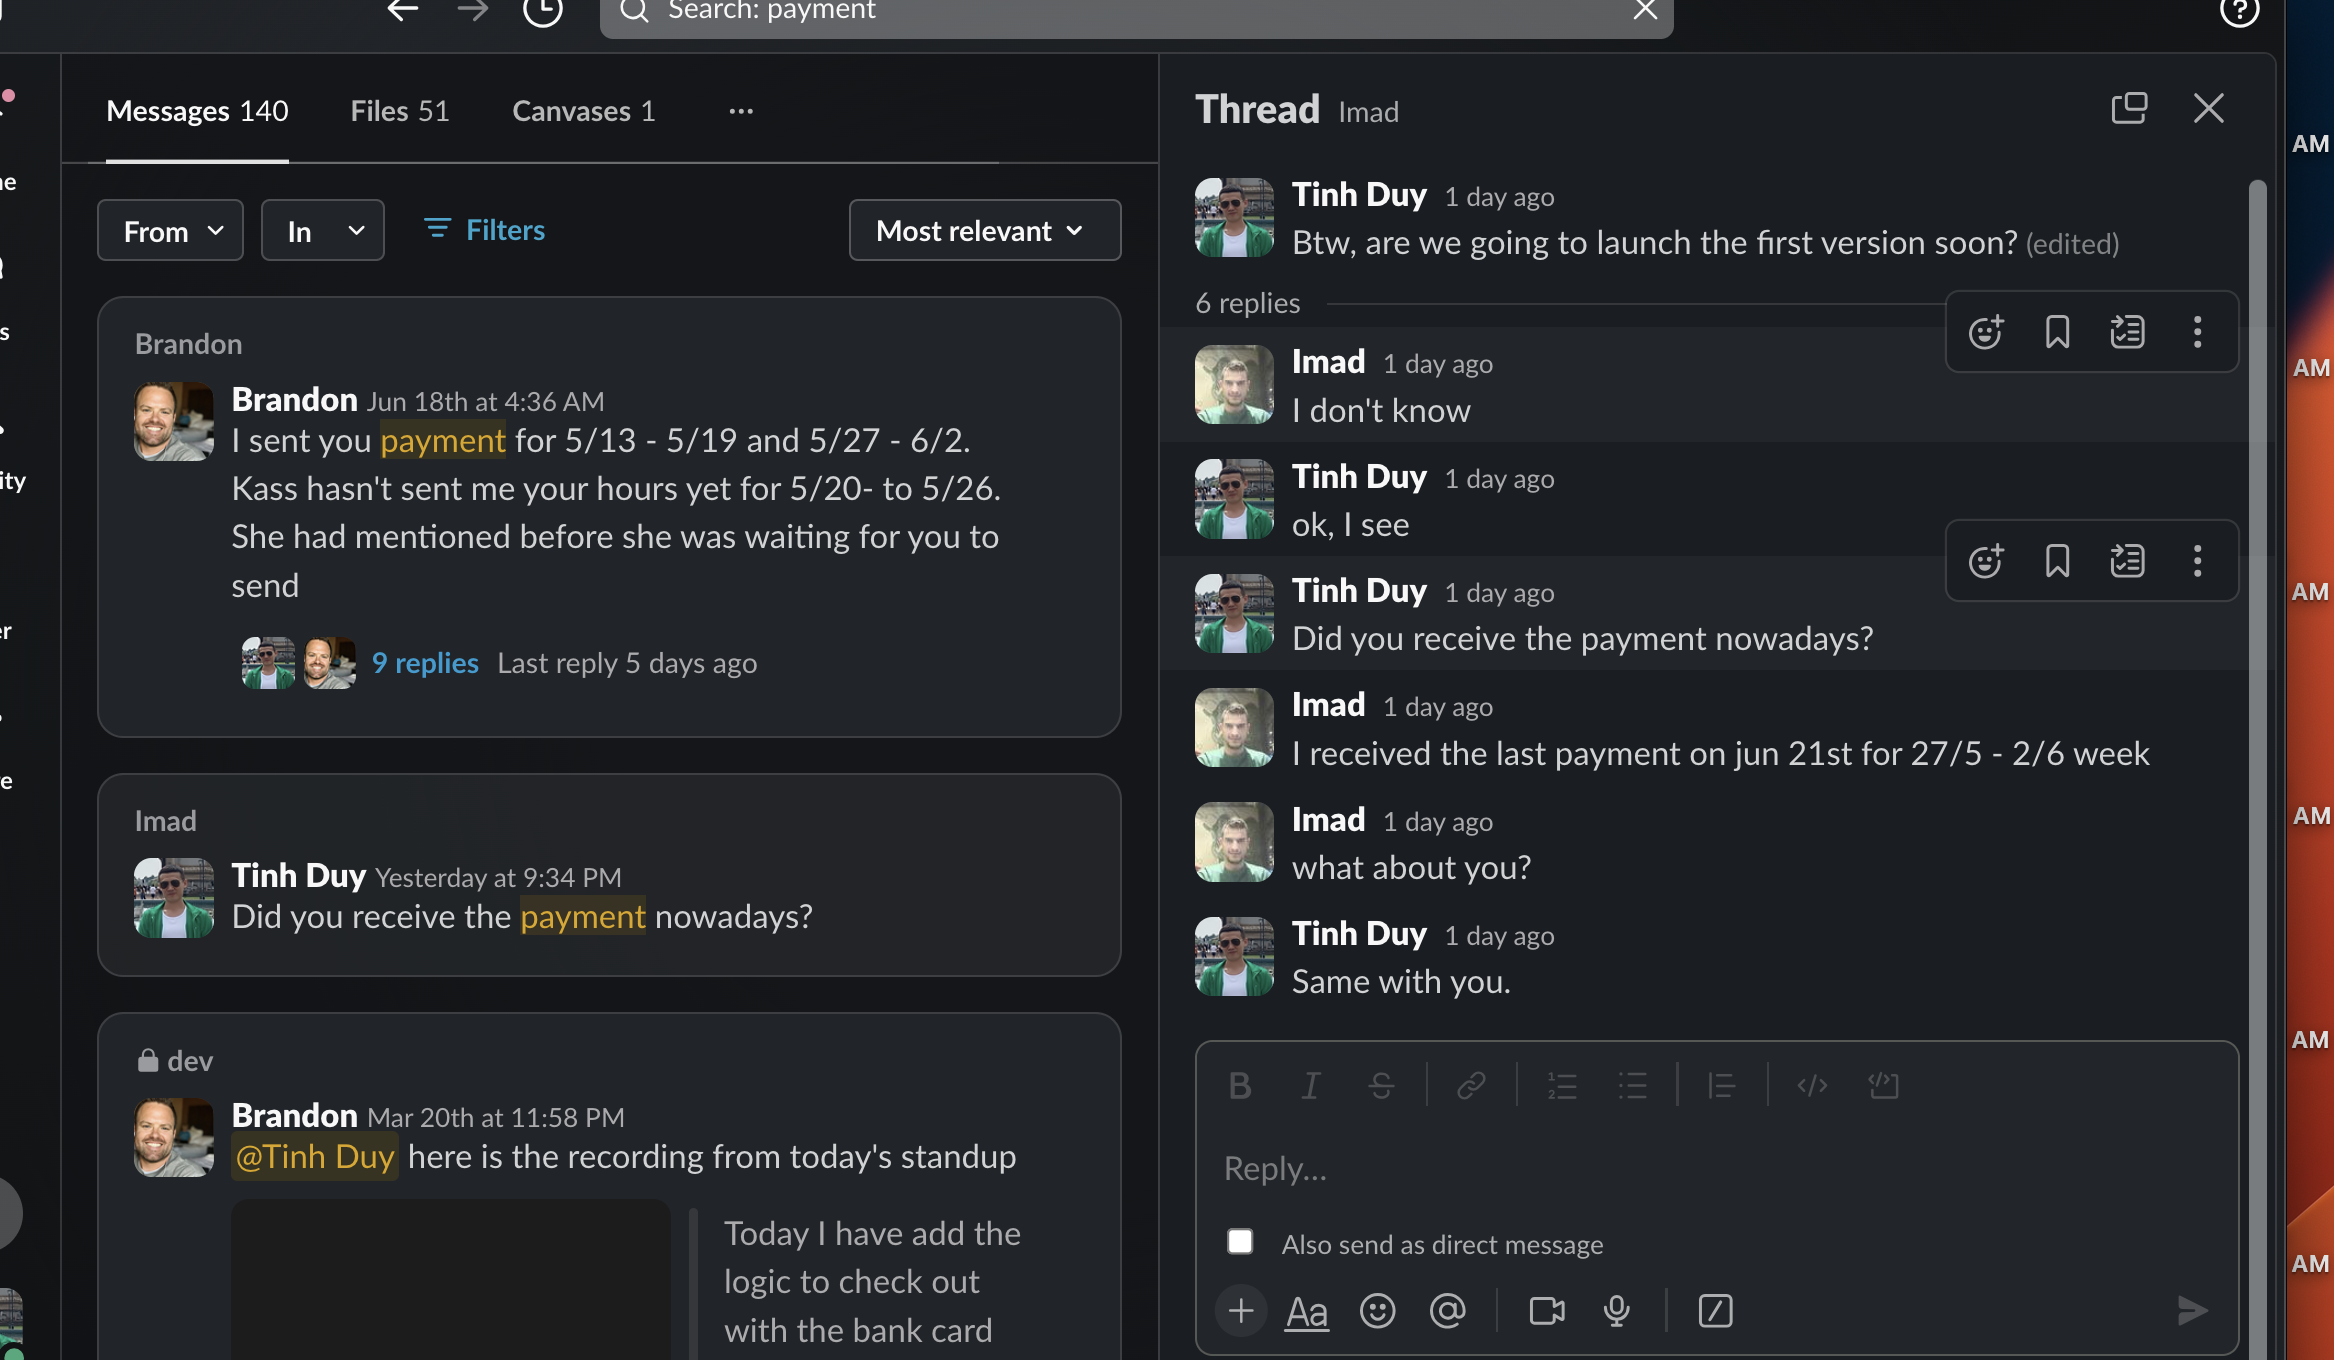 Search: payment
Messages 140
Files 51
Canvases 1
From
In
Filters
Most relevant
Brandon
Brandon Jun 18th at 4:36 AM
I sent you payment for 5/13 - 5/19 and 5/27 - 6/2.
Kass hasn't sent me your hours yet for 5/20- to 5/26.
She had mentioned before she was waiting for you to
send
9 replies Last reply 5 days ago
Imad
Tinh Duy Yesterday at 9:34 PM
Did you receive the payment nowadays?
dev
Brandon Mar 20th at 11:58 PM
@Tinh Duy here is the recording from today's standup
Today I have add the
logic to check out
with the bank card
Thread Imad
Tinh Duy 1 day ago
Btw, are we going to launch the first version soon? (edited)
6 replies
Imad 1 day ago
I don't know
Tinh Duy 1 day ago
ok, I see
Tinh Duy 1 day ago
Did you receive the payment nowadays?
Imad 1 day ago
I received the last payment on jun 21st for 27/5 - 2/6 week
Imad 1 day ago
what about you?
Tinh Duy 1 day ago
Same with you.
B I S
Reply...
Also send as direct message
Aa
AM
AM
AM
AM
AM
AM